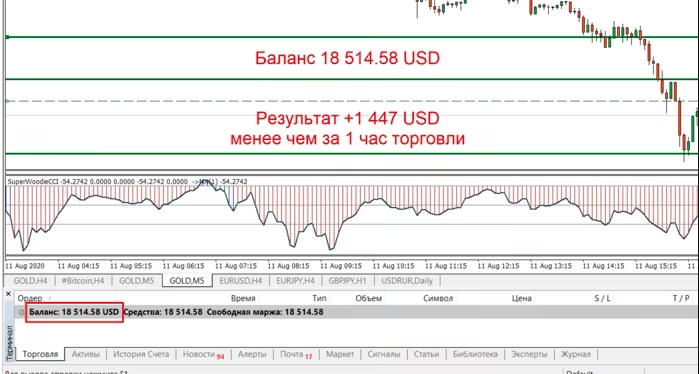 Баланс 18 514.58 USD
Результат +1 447 USD
менее чем за 1 час торговли
SuperWoodieCCI -54.2742 0.0000 0.0000 -54.2742 0.0000 -54.2742
11 Aug 2020 11 Aug 04:15 11 Aug 05:15 11 Aug 06:15 11 Aug 07:15 11 Aug 08:15 11 Aug 09:15 11 Aug 10:15 11 Aug 11:15 11 Aug 12:15 11 Aug 13:15 11 Aug 14:15 11 Aug 15:15 11 Aug
GOLD,H4 #Bitcoin,H4 GOLD,M5 GOLD,M5 EURUSD,H4 EURJPY,H4 GBPJPY,H1 USDRUR,Daily
Ордер / Время Тип Объем Символ Цена S / L T / P
Баланс: 18 514.58 USD Средства: 18 514.58 Свободная маржа: 18 514.58
Терминал
Торговля Активы История Счета Новости 94 Алерты Почта 17 Маркет Сигналы Статьи Библиотека Эксперты Журнал
Для вызова справки нажмите F1 Default